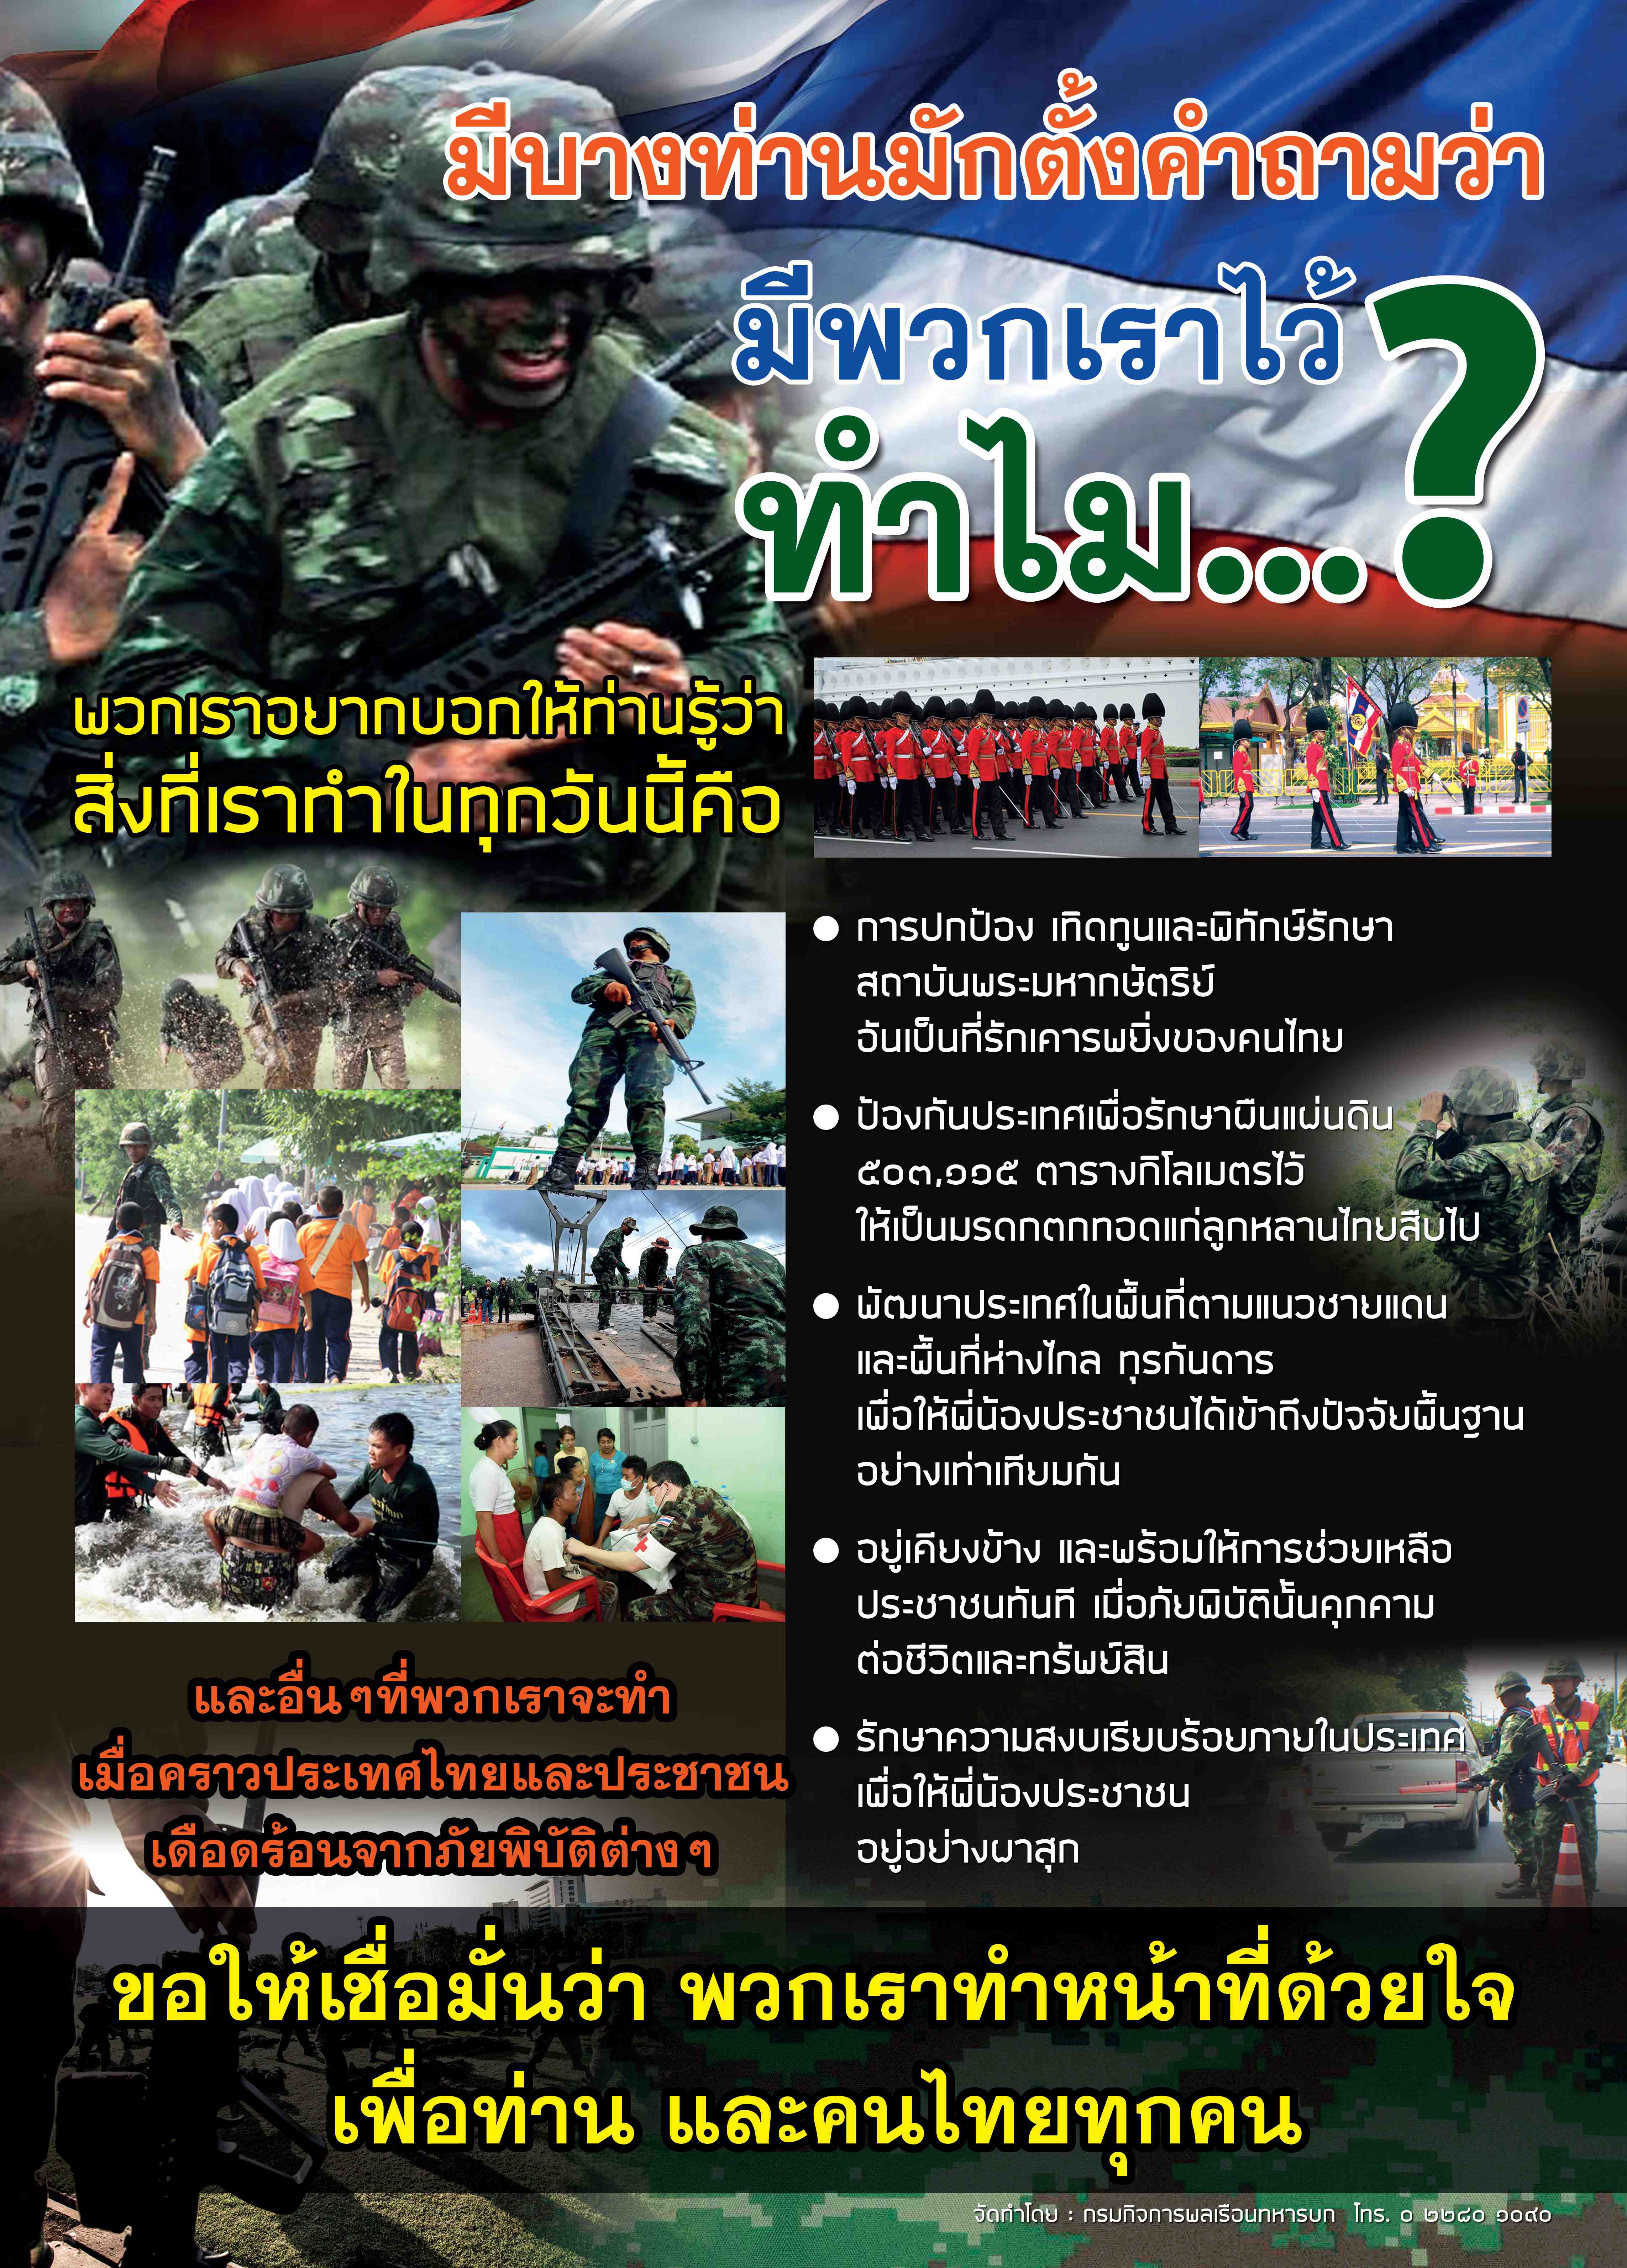 มีบางท่านมักตั้งคำถามว่า
มีพวกเราไว้
ทำไม...?
พวกเราอยากบอกให้ท่านรู้ว่า
สิ่งที่เราทำในทุกวันนี้คือ
● การปกป้อง เทิดทูนและพิทักษ์รักษา
สถาบันพระมหากษัตริย์
อันเป็นที่รักเคารพยิ่งของคนไทย
● ป้องกันประเทศเพื่อรักษาผืนแผ่นดิน
๕๐๓,๑๑๕ ตารางกิโลเมตรไว้
ให้เป็นมรดกตกทอดแก่ลูกหลานไทยสืบไป
● พัฒนาประเทศในพื้นที่ตามแนวชายแดน
และพื้นที่ห่างไกล ทุรกันดาร
เพื่อให้พี่น้องประชาชนได้เข้าถึงปัจจัยพื้นฐาน
อย่างเท่าเทียมกัน
● อยู่เคียงข้าง และพร้อมให้การช่วยเหลือ
ประชาชนทันที เมื่อภัยพิบัตินั้นคุกคาม
ต่อชีวิตและทรัพย์สิน
● รักษาความสงบเรียบร้อยภายในประเทศ
เพื่อให้พี่น้องประชาชน
อยู่อย่างผาสุก
และอื่นๆที่พวกเราจะทำ
เมื่อคราวประเทศไทยและประชาชน
เดือดร้อนจากภัยพิบัติต่างๆ
ขอให้เชื่อมั่นว่า พวกเราทำหน้าที่ด้วยใจ
เพื่อท่าน และคนไทยทุกคน
จัดทำโดย : กรมกิจการพลเรือนทหารบก โทร. ๐ ๒๒๘๐ ๑๐๙๐